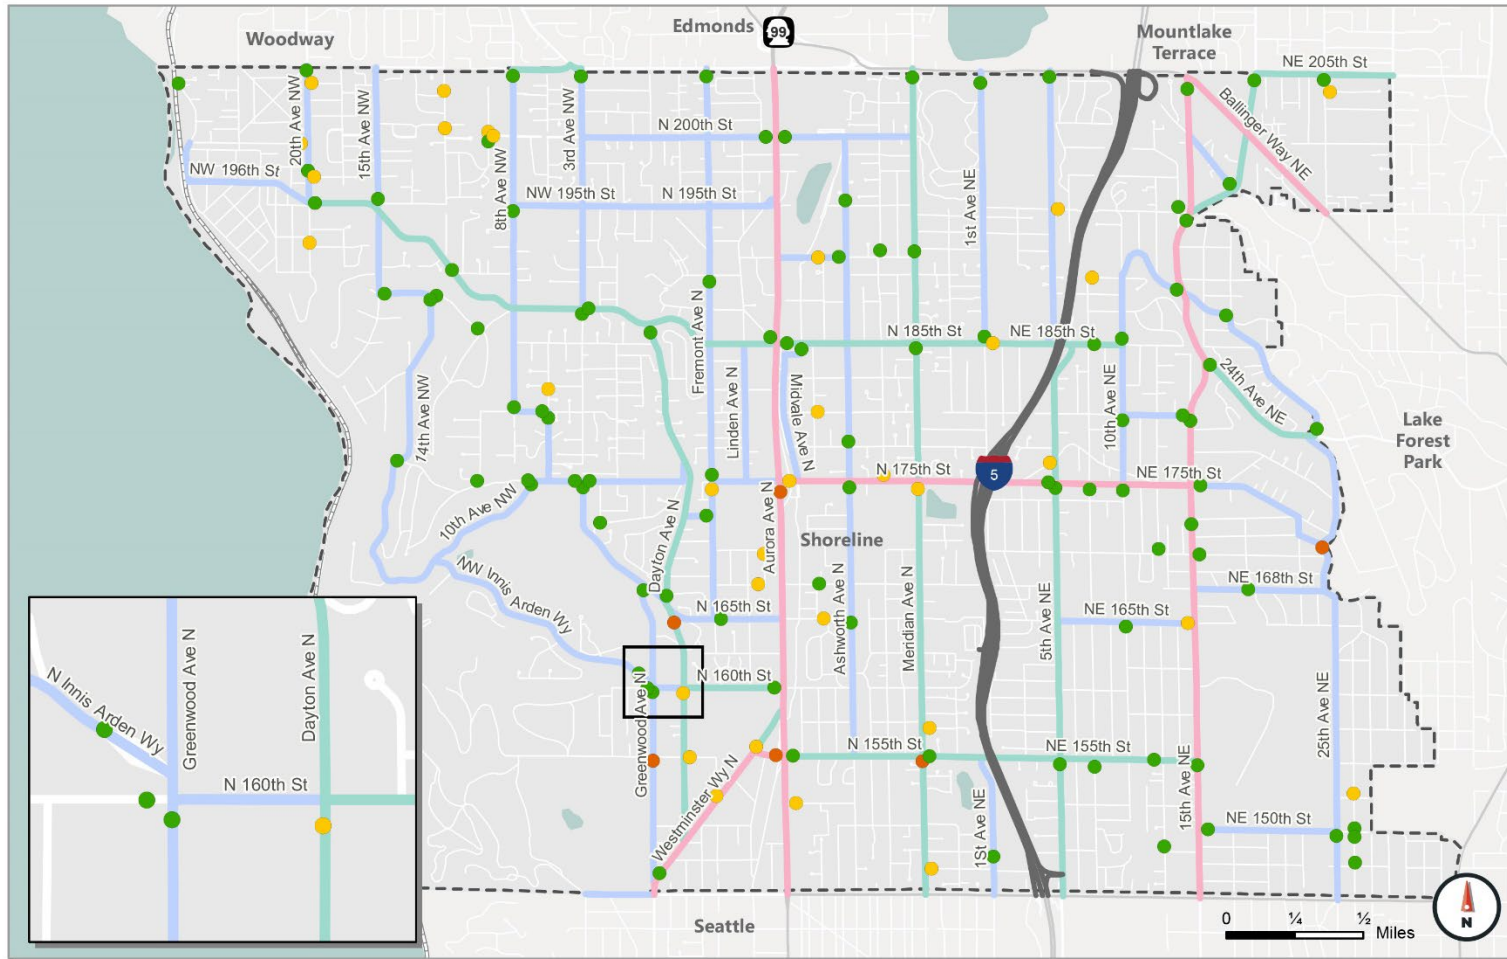 Woodway
Edmonds
99
Mountlake
Terrace
NE 205th St
Ballinger Way NE
20th Ave NW
15th Ave NW
8th Ave NW
3rd Ave NW
N 200th St
NW 196th St
NW 195th St
N 195th St
1st Ave NE
Fremont Ave N
N 185th St
NE 185th St
Linden Ave N
Midvale Ave N
10th Ave NE
24th Ave NE
Lake
Forest
Park
14th Ave NW
10th Ave NW
N 175th St
5
NE 175th St
Dayton Ave N
Aurora Ave N
Shoreline
NW Innis Arden Wy
N 165th St
Ashworth Ave N
Meridian Ave N
5th Ave NE
NE 165th St
NE 168th St
N 160th St
Greenwood Ave N
Westminster Wy N
N 155th St
NE 155th St
1St Ave NE
15th Ave NE
25th Ave NE
NE 150th St
N Innis Arden Wy
Greenwood Ave N
Dayton Ave N
N 160th St
Seattle
0 ¼ ½
Miles
N